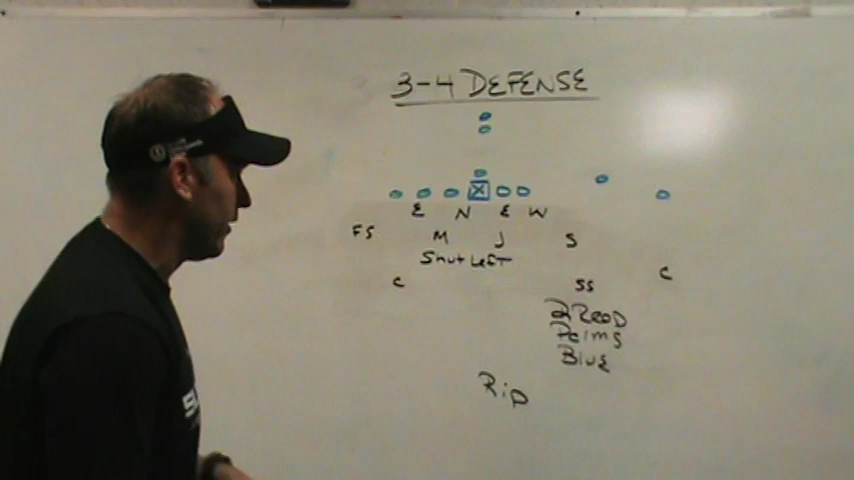 3-4 DEFENSE
X
E N E W
FS M J S
Shut Left
C SS C
2 Read
Palms
Blue
Rip